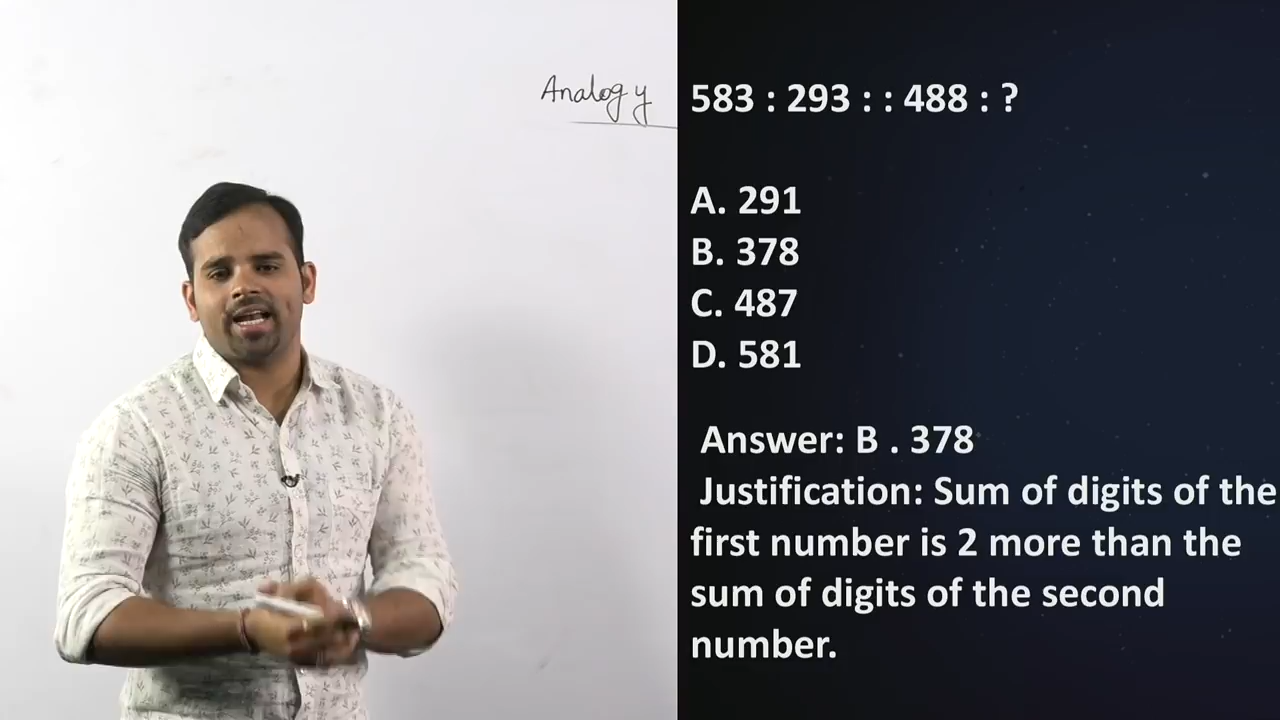 Analogy
583 : 293 : : 488 : ?
A. 291
B. 378
C. 487
D. 581
Answer: B . 378
Justification: Sum of digits of the
first number is 2 more than the
sum of digits of the second
number.